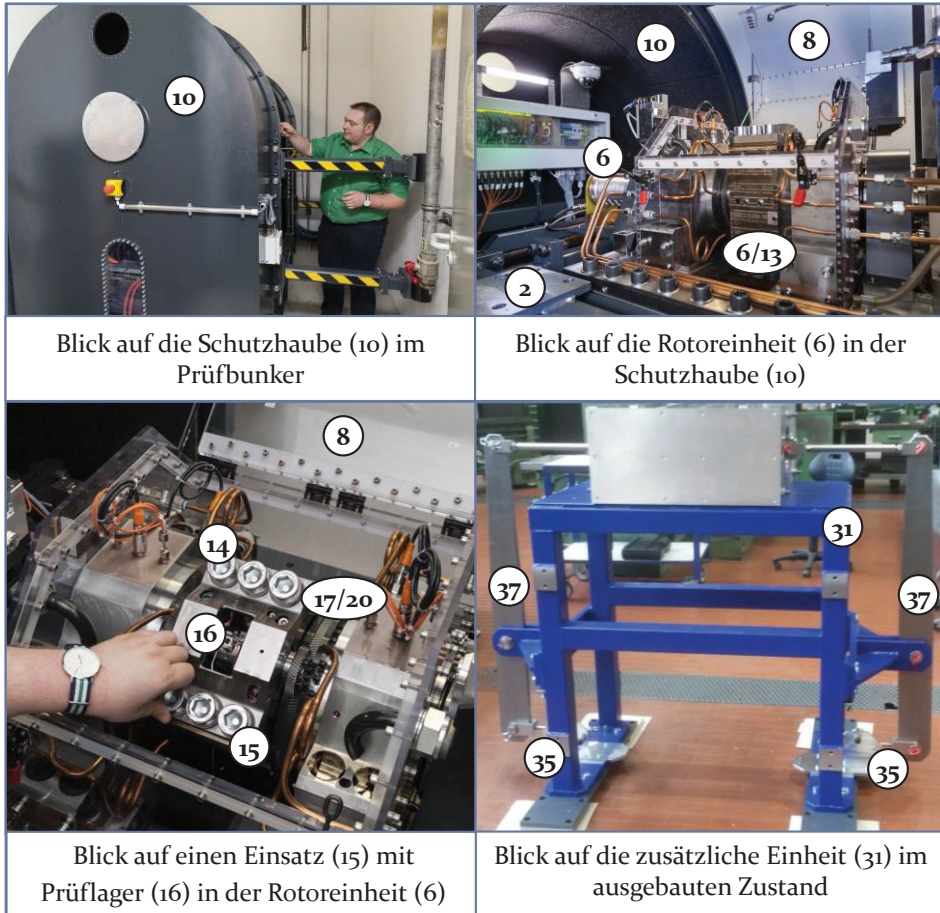 10
Blick auf die Schutzhaube (10) im
Prüfbunker
10
8
6
6/13
2
Blick auf die Rotoreinheit (6) in der
Schutzhaube (10)
8
14
17/20
16
15
Blick auf einen Einsatz (15) mit
Prüflager (16) in der Rotoreinheit (6)
31
37
37
35
35
Blick auf die zusätzliche Einheit (31) im
ausgebauten Zustand